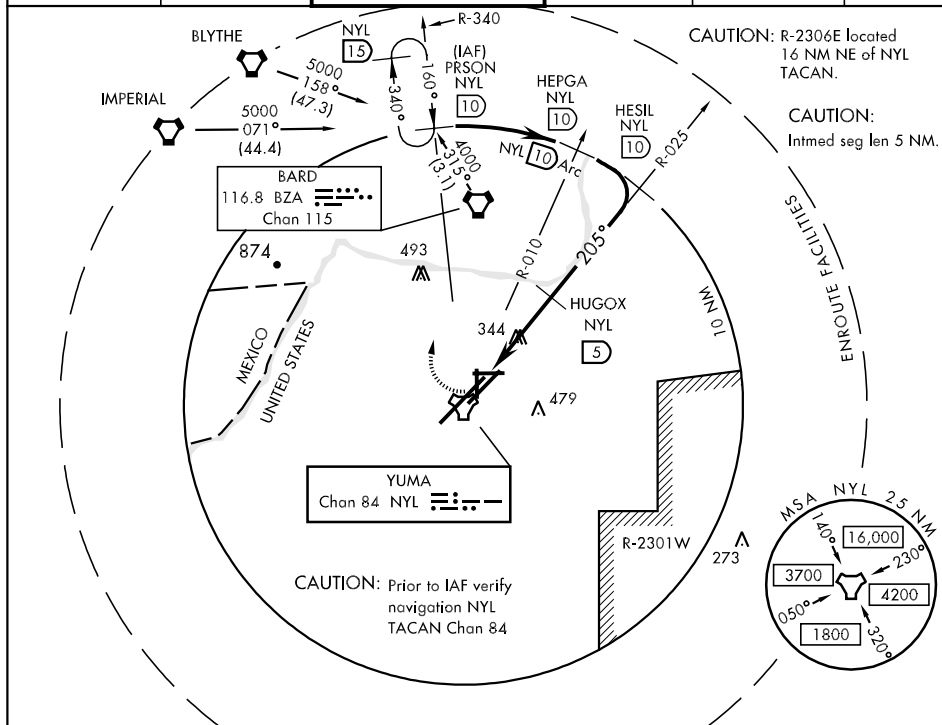 R-340
NYL
15
BLYTHE
(IAF)
PRSON
NYL
10
CAUTION: R-2306E located
16 NM NE of NYL
TACAN.
5000
158°
(47.3)
340°
160°
HEPGA
NYL
10
HESIL
NYL
10
CAUTION:
Intmed seg len 5 NM.
IMPERIAL
5000
071°
(44.4)
4000
315°
(3.1)
NYL 10 Arc
R-025
BARD
116.8 BZA
Chan 115
ENROUTE FACILITIES
874
493
R-010
205°
HUGOX
NYL
5
10 NM
344
MEXICO
UNITED STATES
479
YUMA
Chan 84 NYL
R-2301W
273
MSA NYL 25 NM
140°
16,000
230°
3700
4200
050°
1800
320°
CAUTION: Prior to IAF verify
navigation NYL
TACAN Chan 84